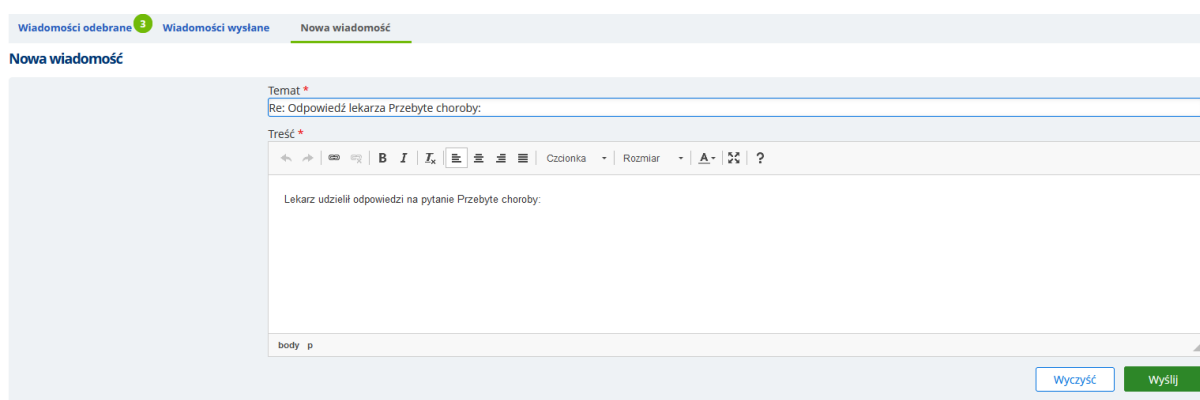 Wiadomości odebrane 3 Wiadomości wysłane Nowa wiadomość
Nowa wiadomość
Temat *
Re: Odpowiedź lekarza Przebyte choroby:
Treść *
B I Ix Czcionka Rozmiar A ?
Lekarz udzielił odpowiedzi na pytanie Przebyte choroby:
body p
Wyczyść Wyślij